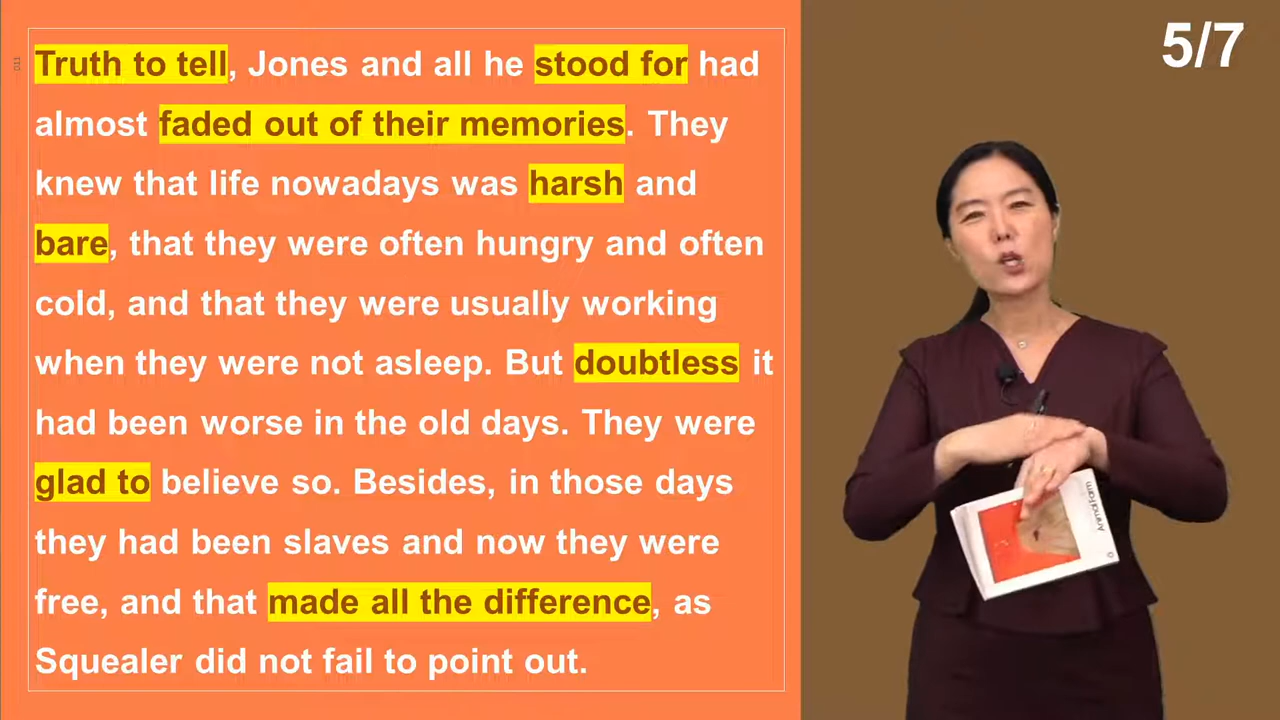 Truth to tell, Jones and all he stood for had
almost faded out of their memories. They
knew that life nowadays was harsh and
bare, that they were often hungry and often
cold, and that they were usually working
when they were not asleep. But doubtless it
had been worse in the old days. They were
glad to believe so. Besides, in those days
they had been slaves and now they were
free, and that made all the difference, as
Squealer did not fail to point out.
5/7
Animal Farm